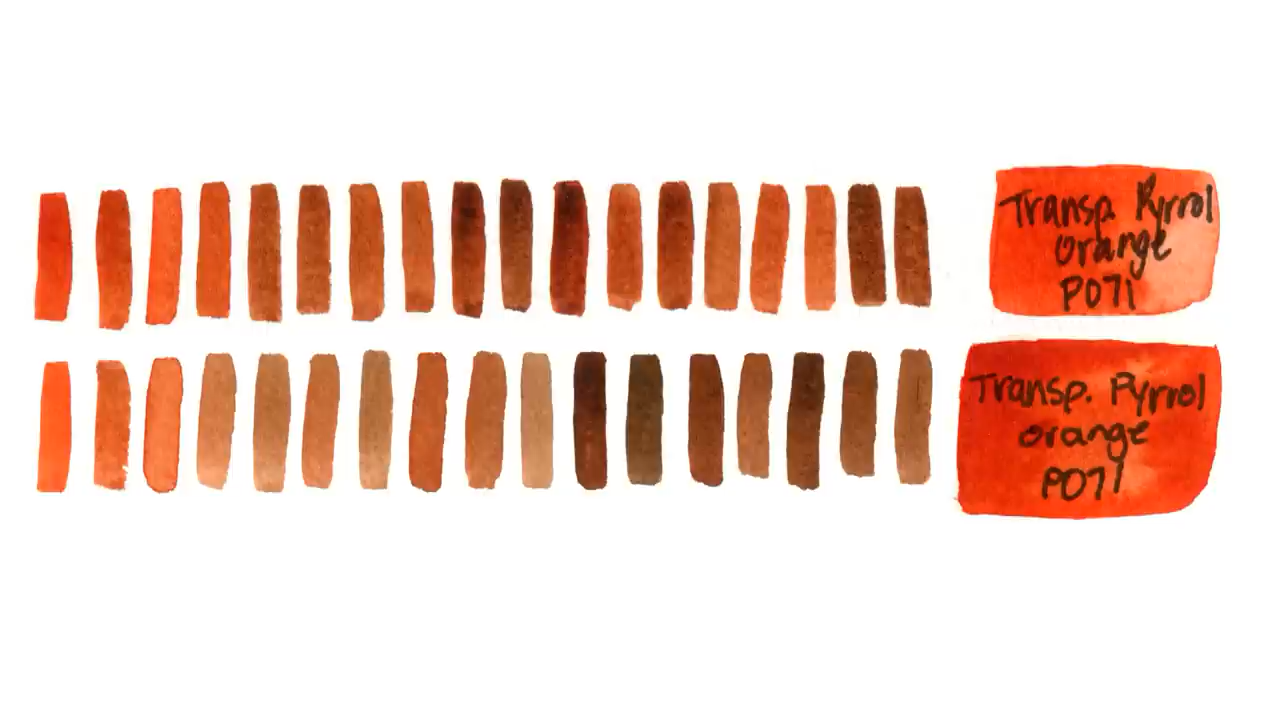 Transp. Pyrrol
Orange
PO71
Transp. Pyrrol
orange
PO71